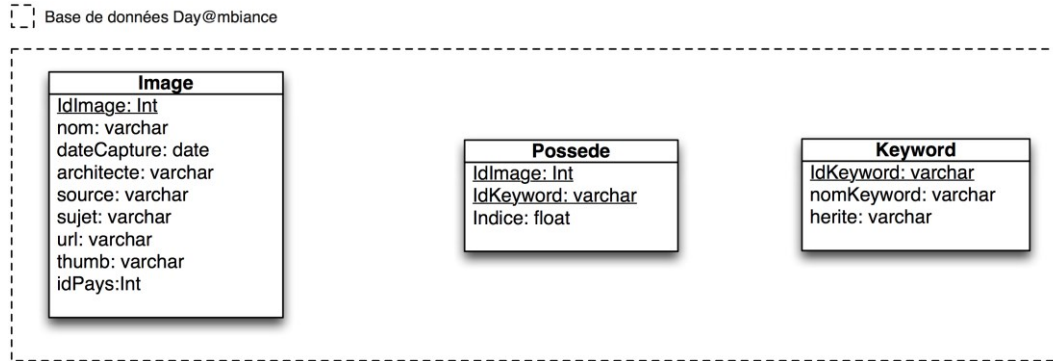 Base de données Day@mbiance
Image
IdImage: Int
nom: varchar
dateCapture: date
architecte: varchar
source: varchar
sujet: varchar
url: varchar
thumb: varchar
idPays:Int
Possede
IdImage: Int
IdKeyword: varchar
Indice: float
Keyword
IdKeyword: varchar
nomKeyword: varchar
herite: varchar